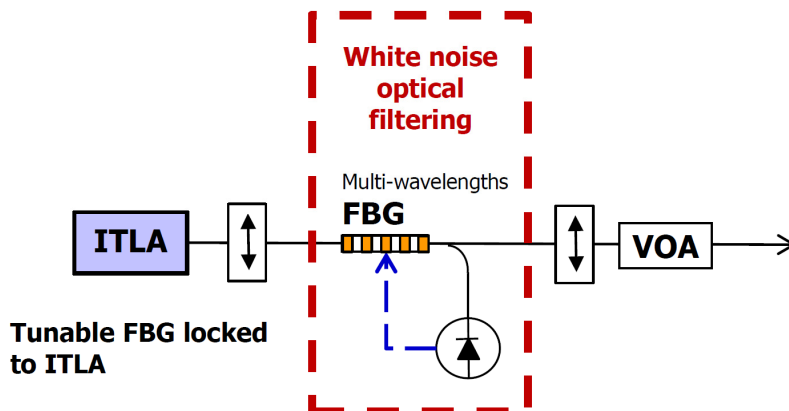 White noise
optical
filtering
Multi-wavelengths
FBG
ITLA
VOA
Tunable FBG locked
to ITLA